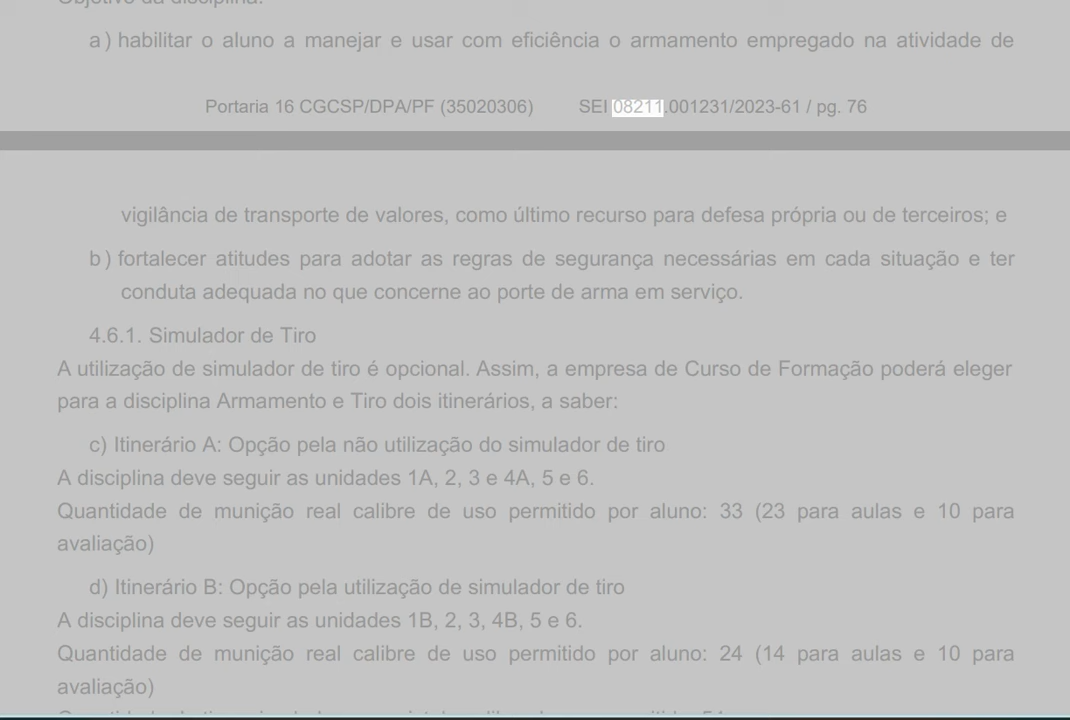 Objetivo da disciplina:
a) habilitar o aluno a manejar e usar com eficiência o armamento empregado na atividade de
Portaria 16 CGCSP/DPA/PF (35020306) SEI 08211.001231/2023-61 / pg. 76
vigilância de transporte de valores, como último recurso para defesa própria ou de terceiros; e
b) fortalecer atitudes para adotar as regras de segurança necessárias em cada situação e ter
conduta adequada no que concerne ao porte de arma em serviço.
4.6.1. Simulador de Tiro
A utilização de simulador de tiro é opcional. Assim, a empresa de Curso de Formação poderá eleger
para a disciplina Armamento e Tiro dois itinerários, a saber:
c) Itinerário A: Opção pela não utilização do simulador de tiro
A disciplina deve seguir as unidades 1A, 2, 3 e 4A, 5 e 6.
Quantidade de munição real calibre de uso permitido por aluno: 33 (23 para aulas e 10 para
avaliação)
d) Itinerário B: Opção pela utilização de simulador de tiro
A disciplina deve seguir as unidades 1B, 2, 3, 4B, 5 e 6.
Quantidade de munição real calibre de uso permitido por aluno: 24 (14 para aulas e 10 para
avaliação)